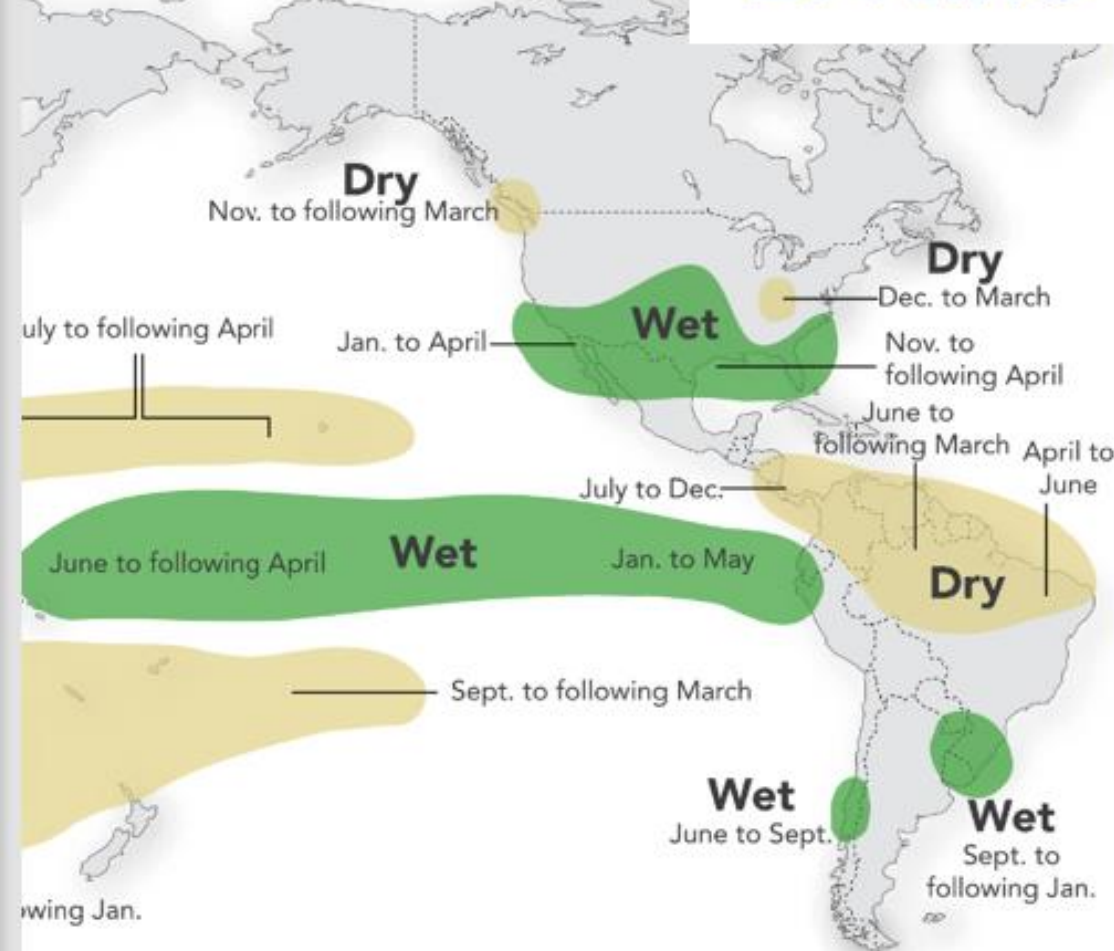 Dry
Nov. to following March
Dry
Dec. to March
uly to following April
Jan. to April
Wet
Nov. to
following April
June to
following March
April to
June
July to Dec.
June to following April
Wet
Jan. to May
Dry
Sept. to following March
Wet
June to Sept.
Wet
Sept. to
following Jan.
owing Jan.